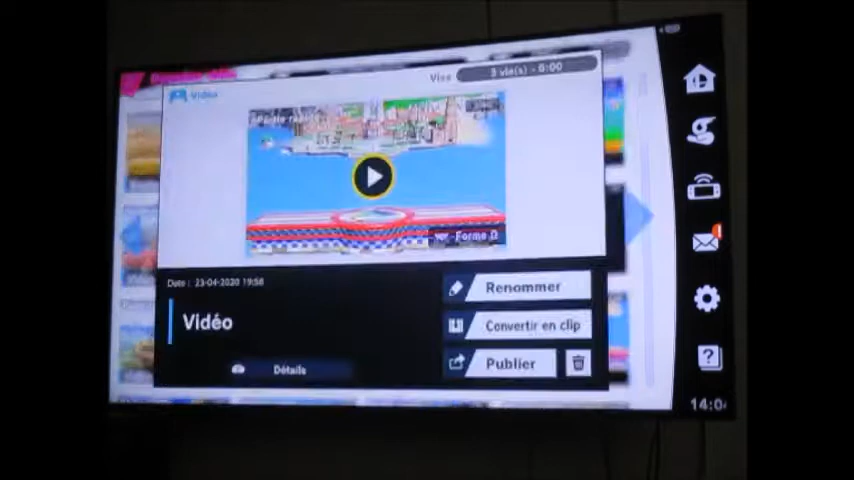 Vies 3 vie(s) - 0:00
Vidéo
-Forme Ω
Date : 23-04-2020 19:58
Vidéo
Détails
Renommer
Convertir en clip
Publier
?
14:04